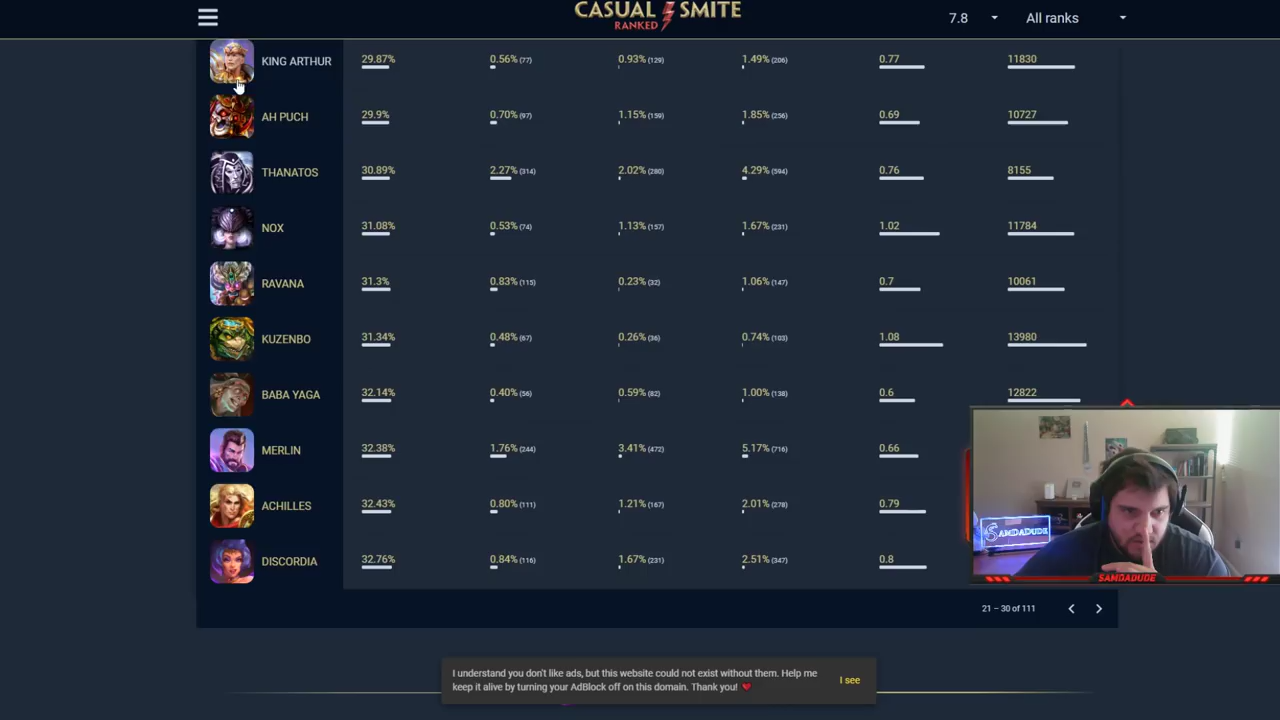 CASUAL SMITE
RANKED
7.8
All ranks
KING ARTHUR 29.87% 0.56% (77) 0.93% (129) 1.49% (206) 0.77 11830
AH PUCH 29.9% 0.70% (97) 1.15% (159) 1.85% (256) 0.69 10727
THANATOS 30.89% 2.27% (314) 2.02% (280) 4.29% (594) 0.76 8155
NOX 31.08% 0.53% (74) 1.13% (157) 1.67% (231) 1.02 11784
RAVANA 31.3% 0.83% (115) 0.23% (32) 1.06% (147) 0.7 10061
KUZENBO 31.34% 0.48% (67) 0.26% (36) 0.74% (103) 1.08 13980
BABA YAGA 32.14% 0.40% (56) 0.59% (82) 1.00% (138) 0.6 12822
MERLIN 32.38% 1.76% (244) 3.41% (472) 5.17% (716) 0.66
ACHILLES 32.43% 0.80% (111) 1.21% (167) 2.01% (278) 0.79
DISCORDIA 32.76% 0.84% (116) 1.67% (231) 2.51% (347) 0.8
SAMDADUDE
SAMDADUDE
21 – 30 of 111
I understand you don't like ads, but this website could not exist without them. Help me
keep it alive by turning your AdBlock off on this domain. Thank you!
I see